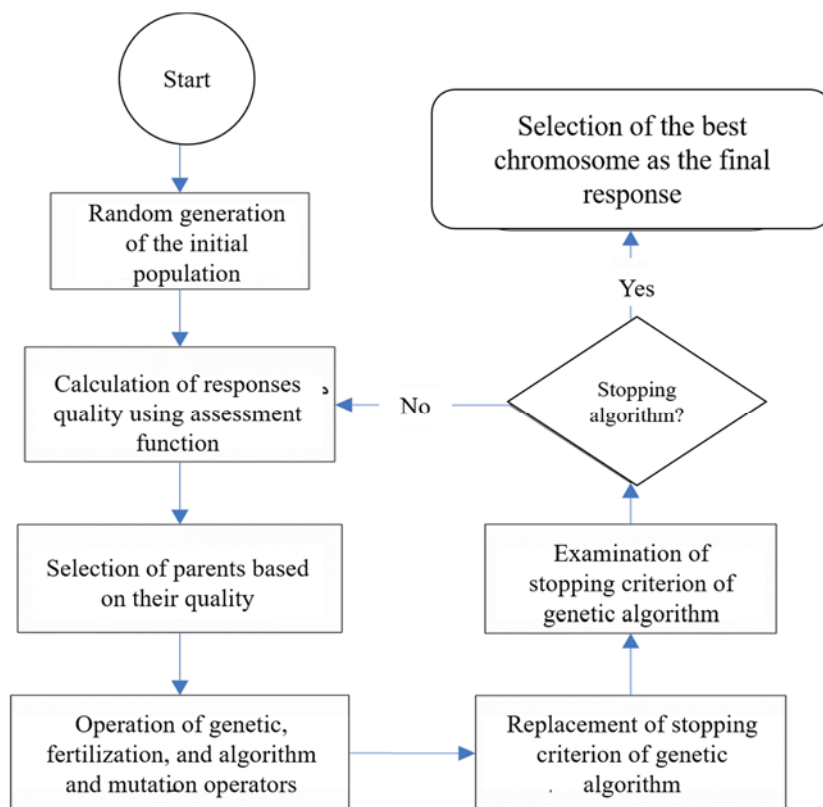 Start
Random generation
of the initial
population
Calculation of responses
quality using assessment
function
Selection of parents based
on their quality
Operation of genetic,
fertilization, and algorithm
and mutation operators
Replacement of stopping
criterion of genetic
algorithm
Examination of
stopping criterion of
genetic algorithm
Stopping
algorithm?
No
Yes
Selection of the best
chromosome as the final
response